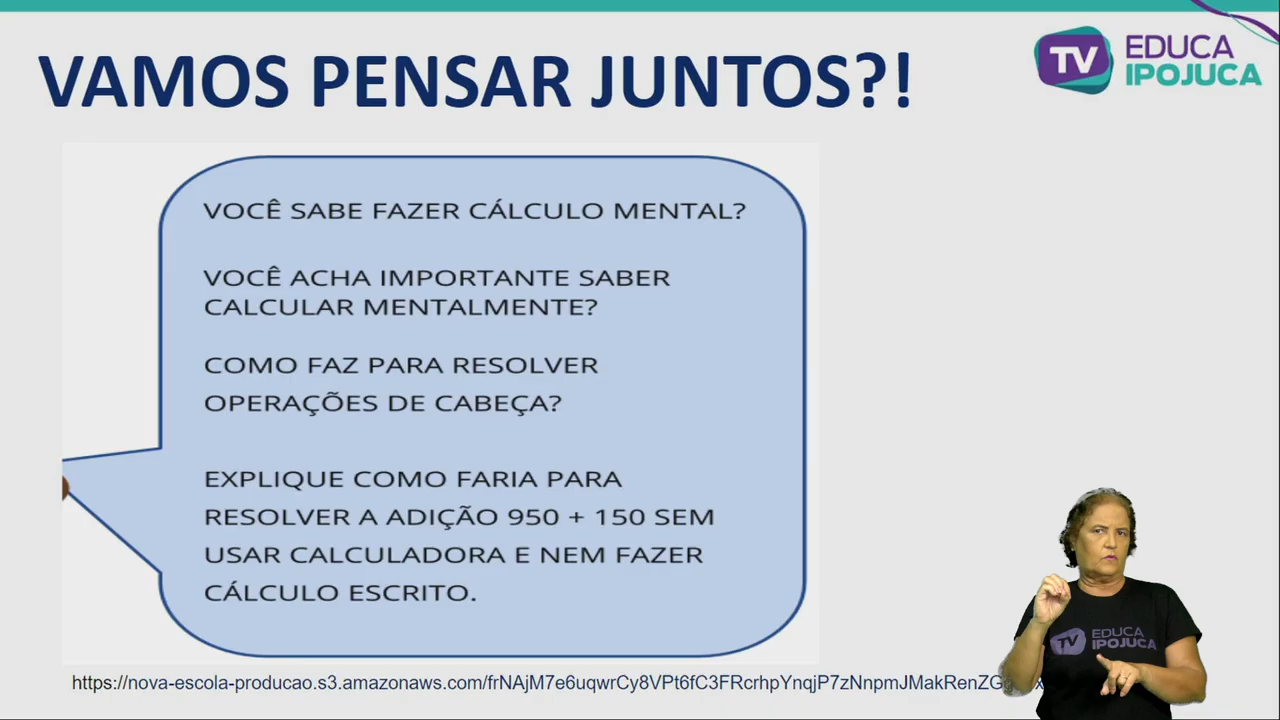 VAMOS PENSAR JUNTOS?!
TV EDUCA
IPOJUCA
VOCÊ SABE FAZER CÁLCULO MENTAL?
VOCÊ ACHA IMPORTANTE SABER
CALCULAR MENTALMENTE?
COMO FAZ PARA RESOLVER
OPERAÇÕES DE CABEÇA?
EXPLIQUE COMO FARIA PARA
RESOLVER A ADIÇÃO 950 + 150 SEM
USAR CALCULADORA E NEM FAZER
CÁLCULO ESCRITO.
TV EDUCA
IPOJUCA
https://nova-escola-producao.s3.amazonaws.com/frNAjM7e6uqwrCy8VPt6fC3FRcrhpYnqjP7zNnpmJMakRenZG